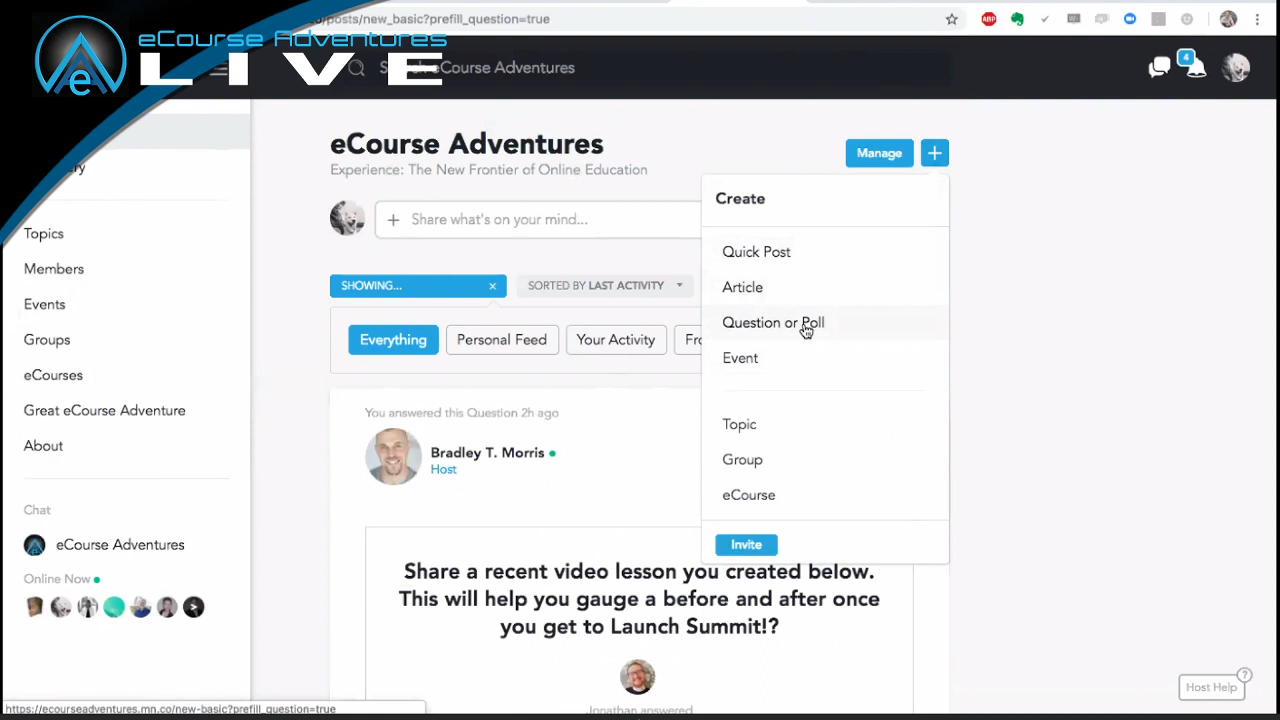 /posts/new_basic?prefill_question=true
ABP
eCourse Adventures
LIVE
eCourse Adventures
4
eCourse Adventures
Experience: The New Frontier of Online Education
Manage
+
Create
+ Share what's on your mind...
Quick Post
Article
Question or Poll
Event
Topic
Group
eCourse
Invite
SHOWING... ×
SORTED BY LAST ACTIVITY
Everything
Personal Feed
Your Activity
Topics
Members
Events
Groups
eCourses
Great eCourse Adventure
About
Chat
eCourse Adventures
Online Now
You answered this Question 2h ago
Bradley T. Morris
Host
Share a recent video lesson you created below.
This will help you gauge a before and after once
you get to Launch Summit!?
Jonathan answered
Host Help
?
https://ecourseadventures.mn.co/new-basic?prefill_question=true